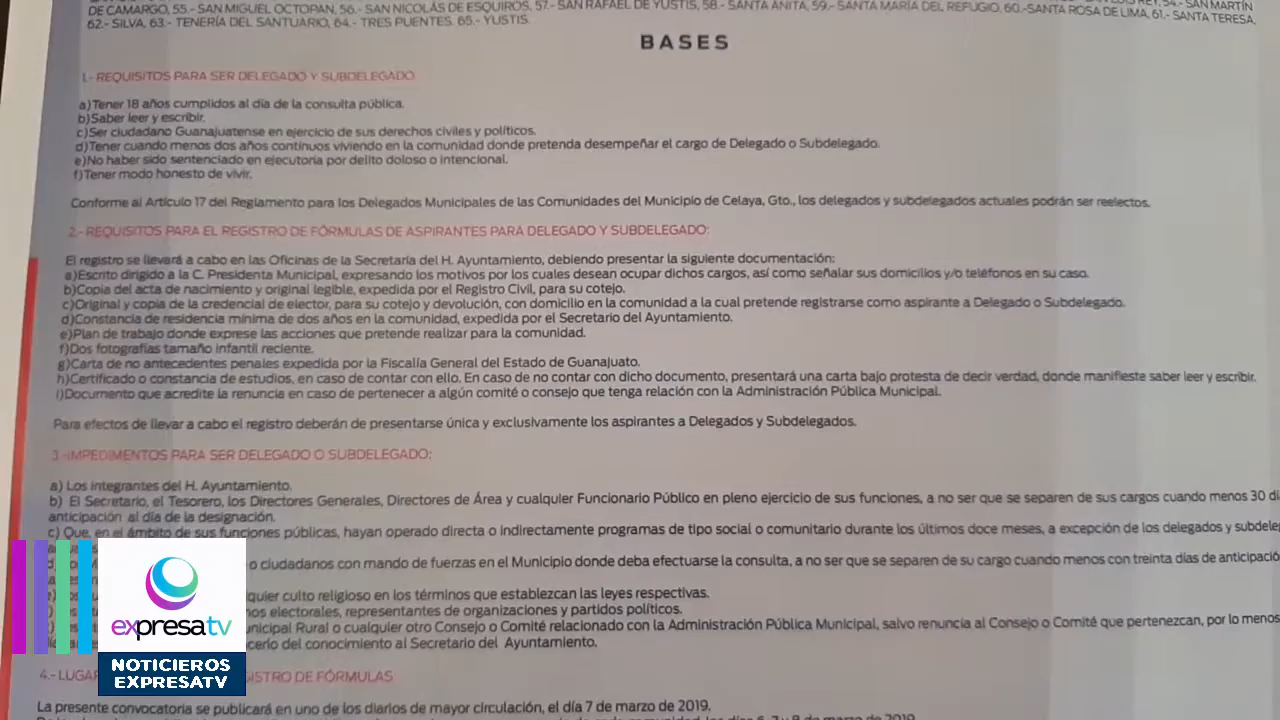 DE CAMARGO, 55.- SAN MIGUEL OCTOPAN, 56.- SAN NICOLÁS DE ESQUIROS, 57.- SAN RAFAEL DE YUSTIS, 58.- SANTA ANITA, 59.- SANTA MARÍA DEL REFUGIO, 60.-SANTA ROSA DE LIMA, 61.- SANTA TERESA,
62.- SILVA, 63.- TENERÍA DEL SANTUARIO, 64.- TRES PUENTES. 65.- YUSTIS.
BASES
1.- REQUISITOS PARA SER DELEGADO Y SUBDELEGADO
a)Tener 18 años cumplidos al día de la consulta pública.
b)Saber leer y escribir.
c)Ser ciudadano Guanajuatense en ejercicio de sus derechos civiles y políticos.
d)Tener cuando menos dos años continuos viviendo en la comunidad donde pretenda desempeñar el cargo de Delegado o Subdelegado.
e)No haber sido sentenciado en ejecutoria por delito doloso o intencional.
f)Tener modo honesto de vivir.
Conforme al Artículo 17 del Reglamento para los Delegados Municipales de las Comunidades del Municipio de Celaya, Gto., los delegados y subdelegados actuales podrán ser reelectos.
2.- REQUISITOS PARA EL REGISTRO DE FÓRMULAS DE ASPIRANTES PARA DELEGADO Y SUBDELEGADO:
El registro se llevará a cabo en las Oficinas de la Secretaría del H. Ayuntamiento, debiendo presentar la siguiente documentación:
a)Escrito dirigido a la C. Presidenta Municipal, expresando los motivos por los cuales desean ocupar dichos cargos, así como señalar sus domicilios y/o teléfonos en su caso.
b)Copia del acta de nacimiento y original legible, expedida por el Registro Civil, para su cotejo.
c)Original y copia de la credencial de elector, para su cotejo y devolución, con domicilio en la comunidad a la cual pretende registrarse como aspirante a Delegado o Subdelegado.
d)Constancia de residencia mínima de dos años en la comunidad, expedida por el Secretario del Ayuntamiento.
e)Plan de trabajo donde exprese las acciones que pretende realizar para la comunidad.
f)Dos fotografías tamaño infantil reciente.
g)Carta de no antecedentes penales expedida por la Fiscalía General del Estado de Guanajuato.
h)Certificado o constancia de estudios, en caso de contar con ello. En caso de no contar con dicho documento, presentará una carta bajo protesta de decir verdad, donde manifieste saber leer y escribir.
i)Documento que acredite la renuncia en caso de pertenecer a algún comité o consejo que tenga relación con la Administración Pública Municipal.
Para efectos de llevar a cabo el registro deberán de presentarse única y exclusivamente los aspirantes a Delegados y Subdelegados.
3.-IMPEDIMENTOS PARA SER DELEGADO O SUBDELEGADO:
a) Los integrantes del H. Ayuntamiento.
b) El Secretario, el Tesorero, los Directores Generales, Directores de Área y cualquier Funcionario Público en pleno ejercicio de sus funciones, a no ser que se separen de sus cargos cuando menos 30 dí
anticipación al día de la designación.
c) Que, en el ámbito de sus funciones públicas, hayan operado directa o indirectamente programas de tipo social o comunitario durante los últimos doce meses, a excepción de los delegados y subdele
o ciudadanos con mando de fuerzas en el Municipio donde deba efectuarse la consulta, a no ser que se separen de su cargo cuando menos con treinta días de anticipació
quier culto religioso en los términos que establezcan las leyes respectivas.
nos electorales, representantes de organizaciones y partidos políticos.
unicipal Rural o cualquier otro Consejo o Comité relacionado con la Administración Pública Municipal, salvo renuncia al Consejo o Comité que pertenezcan, por lo menos
cerlo del conocimiento al Secretario del Ayuntamiento.
4.- LUGAR
ISTRO DE FÓRMULAS
La presente convocatoria se publicará en uno de los diarios de mayor circulación, el día 7 de marzo de 2019.
expresatv
NOTICIEROS
EXPRESATV